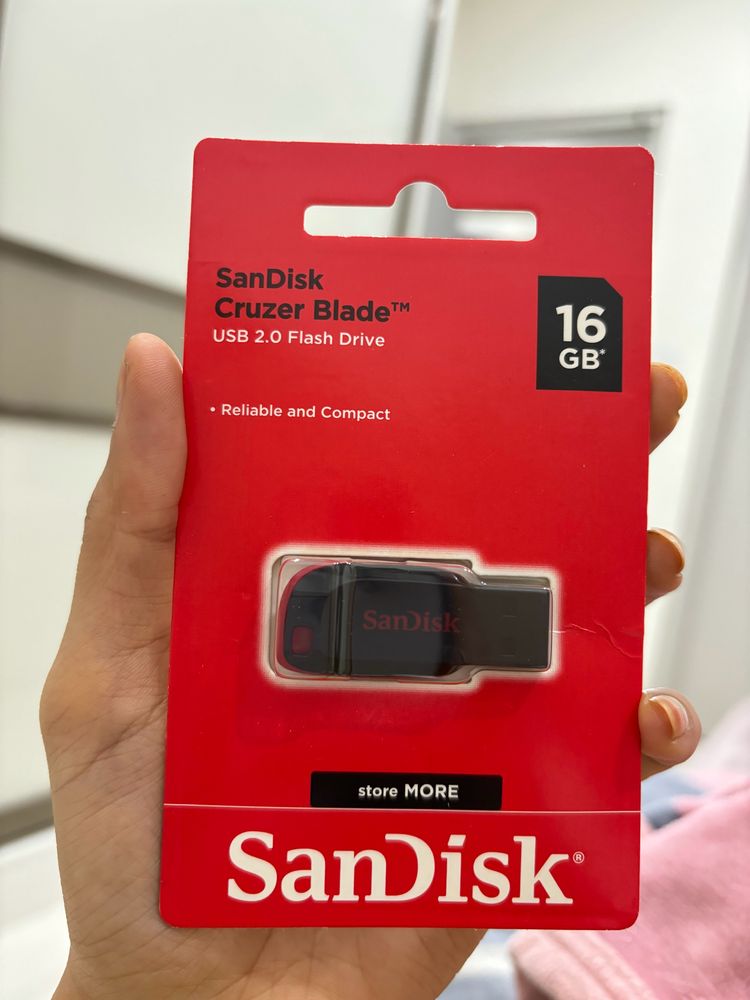 SanDisk
Cruzer Blade™
USB 2.0 Flash Drive
16
GB*
• Reliable and Compact
SanDisk
store MORE
SanDisk®